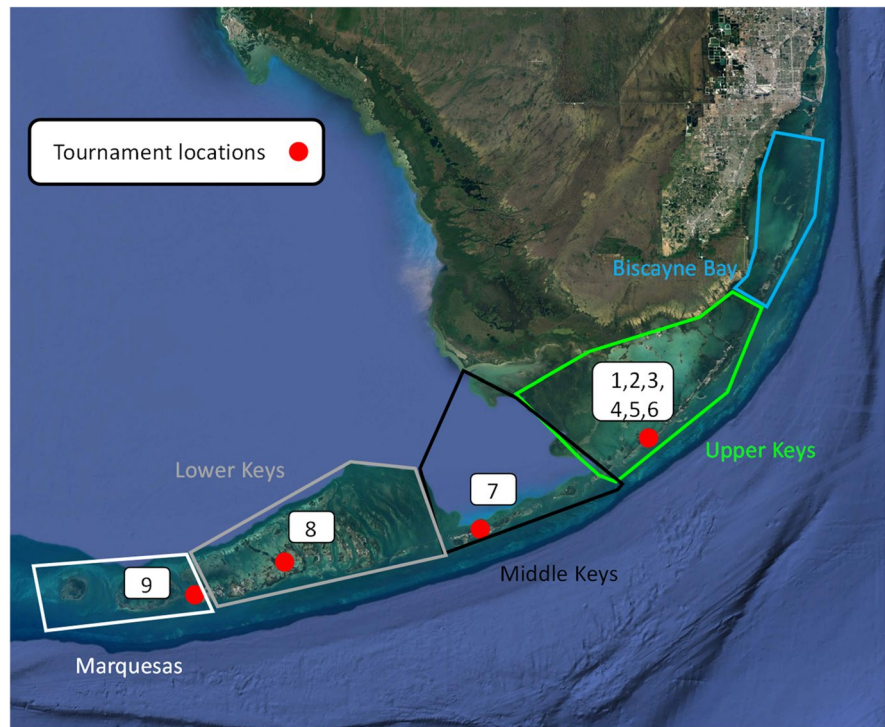 Tournament locations
Biscayne Bay
1,2,3,
4,5,6
Upper Keys
Lower Keys
7
8
Middle Keys
9
Marquesas